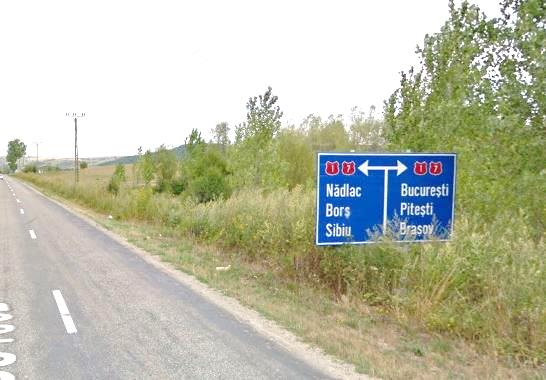 1 7 1 7
Nădlac București
Borș Pitești
Sibiu Brașov